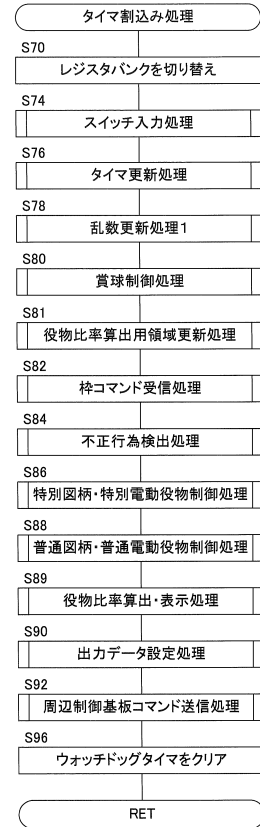 タイマ割込み処理
S70
レジスタバンクを切り替え
S74
スイッチ入力処理
S76
タイマ更新処理
S78
乱数更新処理1
S80
賞球制御処理
S81
役物比率算出用領域更新処理
S82
枠コマンド受信処理
S84
不正行為検出処理
S86
特別図柄・特別電動役物制御処理
S88
普通図柄・普通電動役物制御処理
S89
役物比率算出・表示処理
S90
出力データ設定処理
S92
周辺制御基板コマンド送信処理
S96
ウォッチドッグタイマをクリア
RET